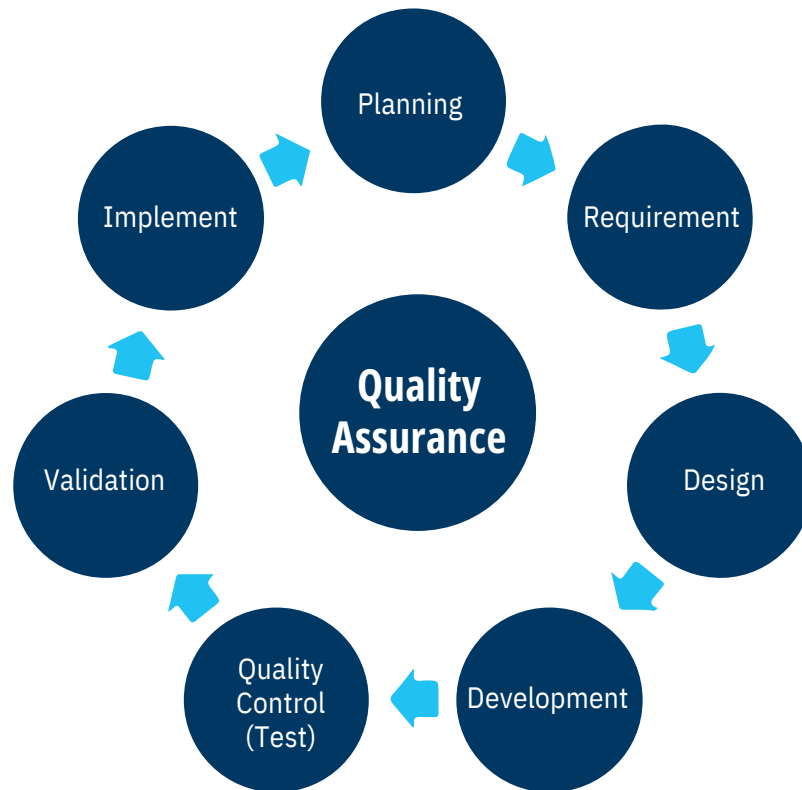 Planning
Requirement
Design
Development
Quality
Control
(Test)
Validation
Implement
Quality
Assurance